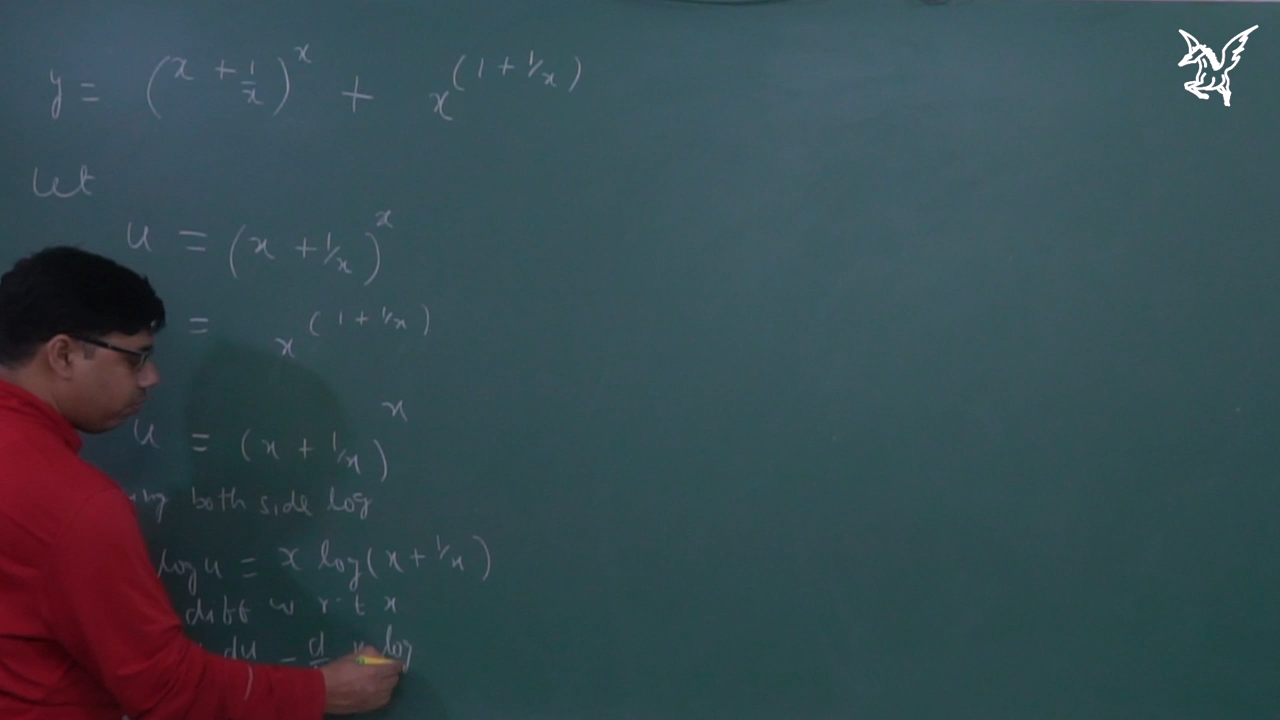 y = (x + 1/x)^x + x^(1 + 1/x)
Let
u = (x + 1/x)^x
= x^(1 + 1/x)
u = (x + 1/x)^x
both side log
log u = x log(x + 1/x)
diff w r.t x
du = d x log